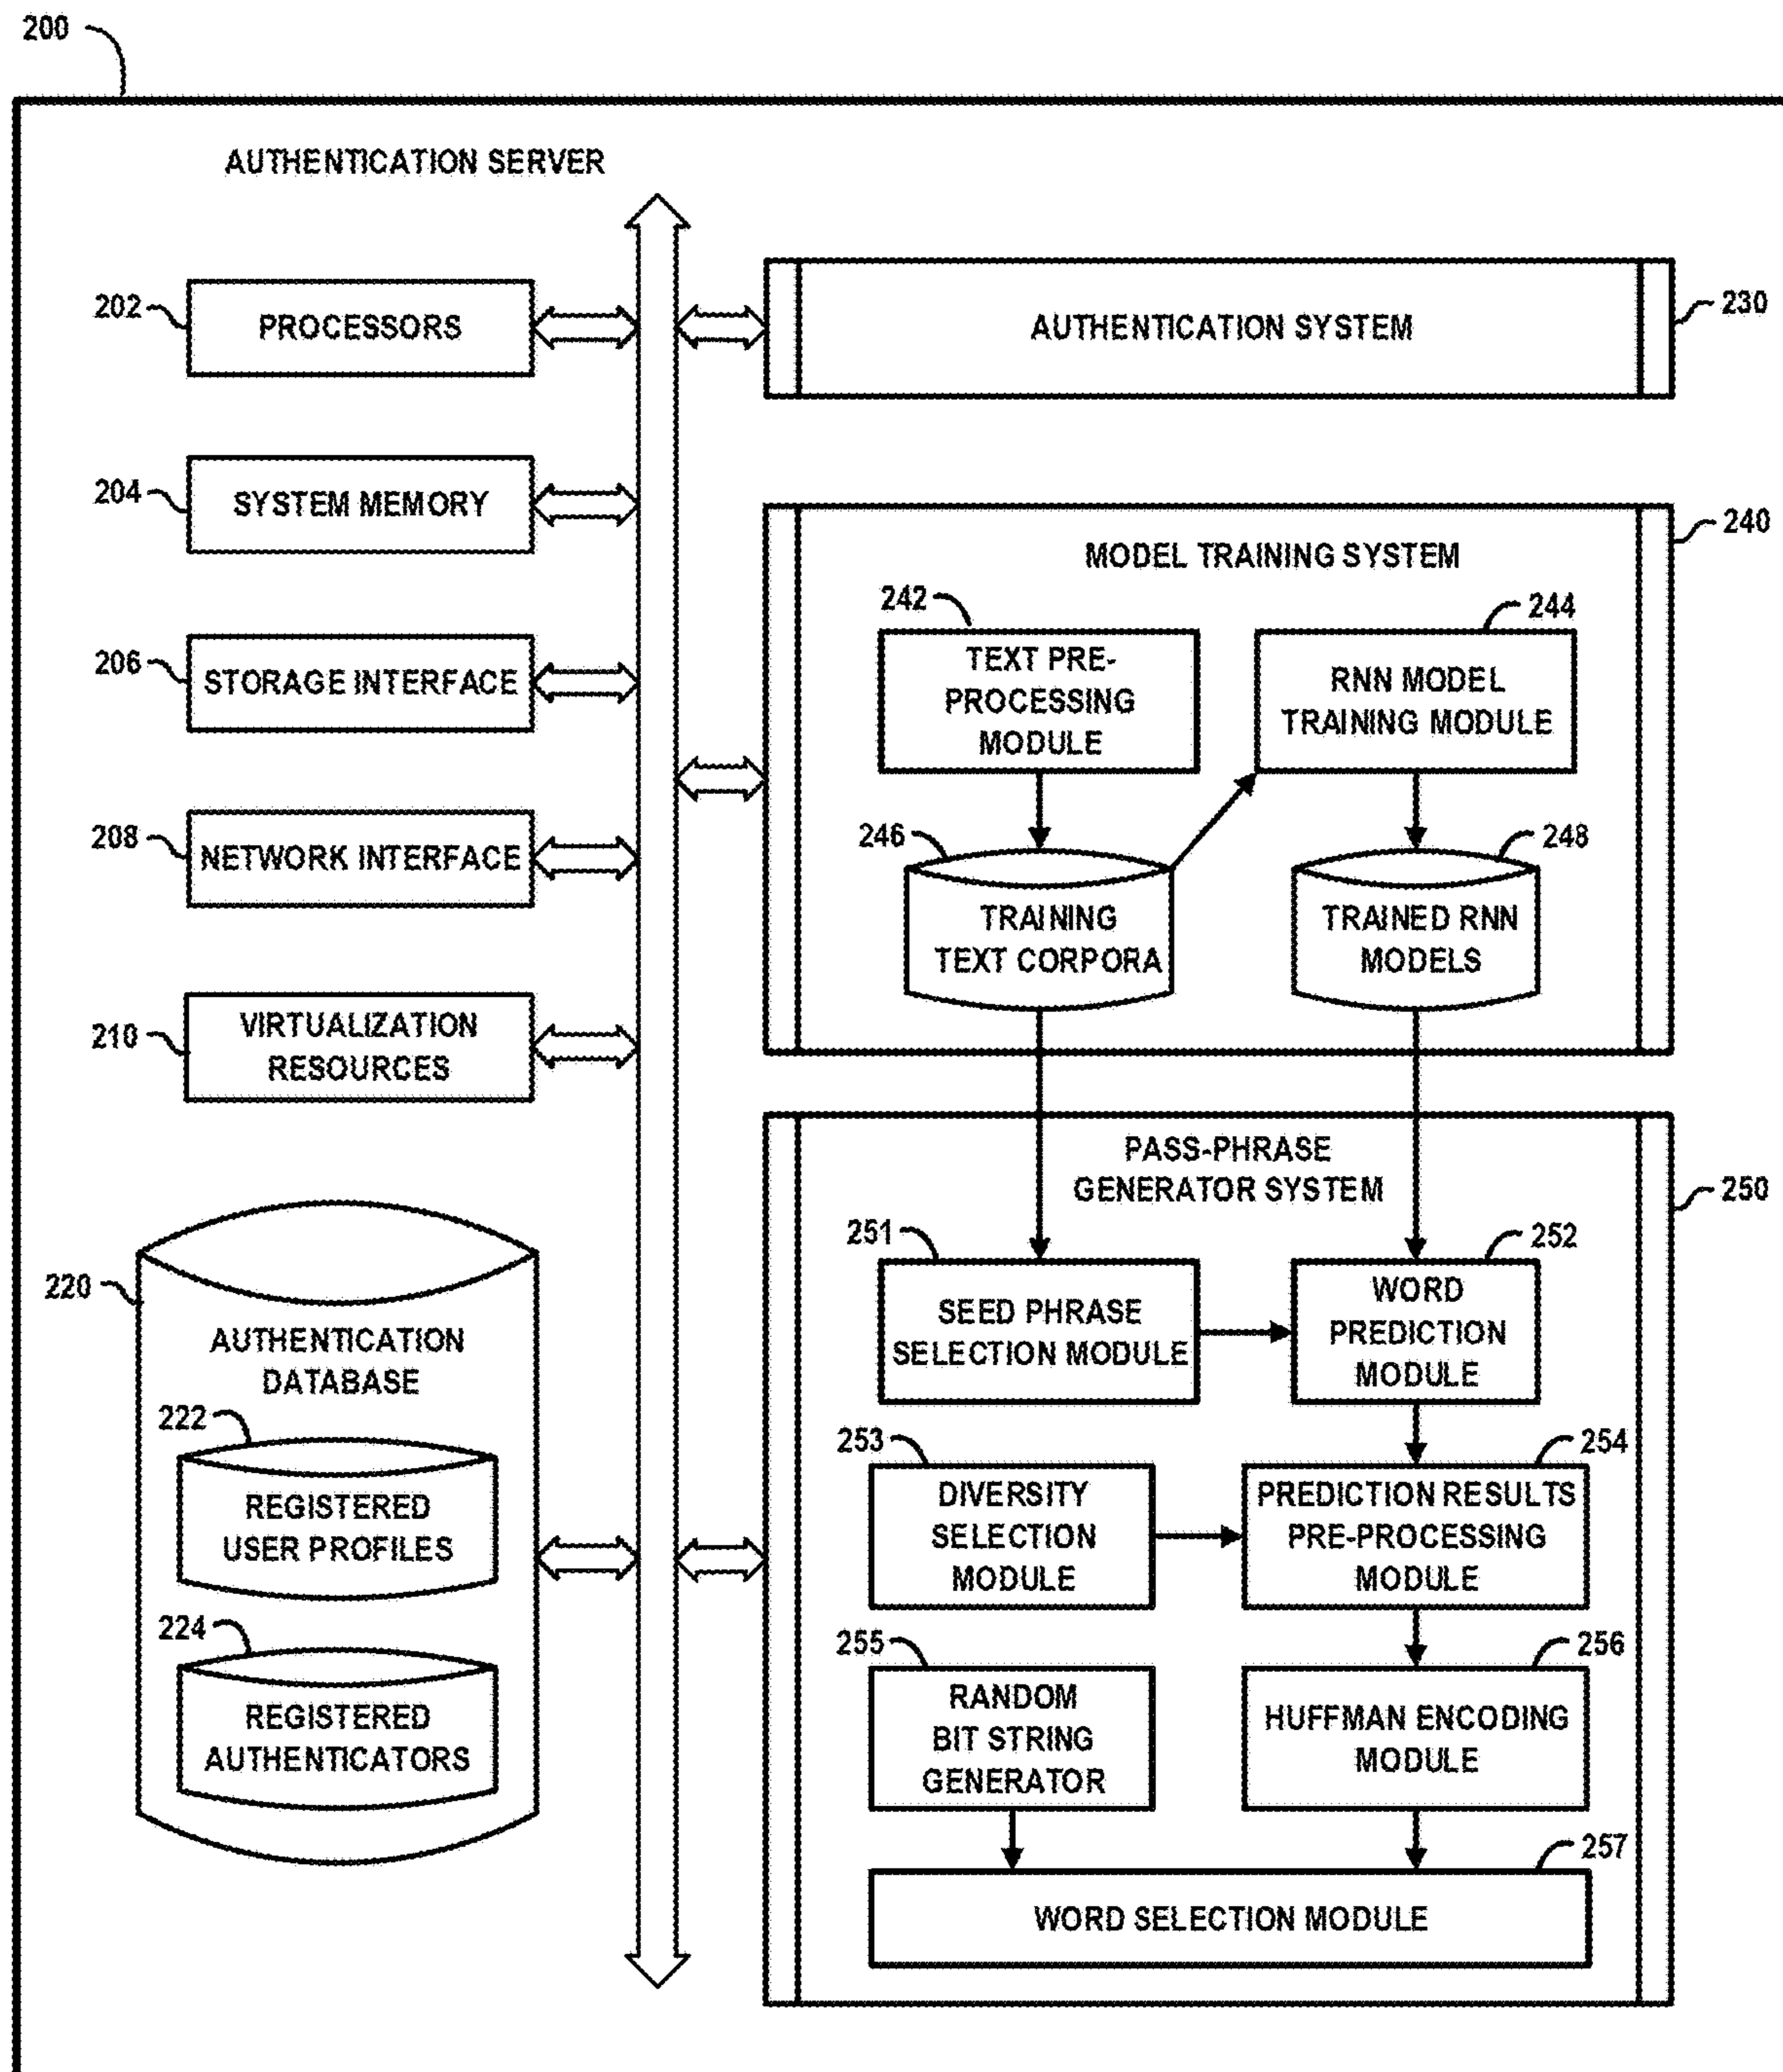 200
AUTHENTICATION SERVER
202
PROCESSORS
204
SYSTEM MEMORY
206
STORAGE INTERFACE
208
NETWORK INTERFACE
210
VIRTUALIZATION
RESOURCES
220
AUTHENTICATION
DATABASE
222
REGISTERED
USER PROFILES
224
REGISTERED
AUTHENTICATORS
AUTHENTICATION SYSTEM
230
240
MODEL TRAINING SYSTEM
242
TEXT PRE-
PROCESSING
MODULE
244
RNN MODEL
TRAINING MODULE
246
TRAINING
TEXT CORPORA
248
TRAINED RNN
MODELS
PASS-PHRASE
GENERATOR SYSTEM
250
251
SEED PHRASE
SELECTION MODULE
252
WORD
PREDICTION
MODULE
253
DIVERSITY
SELECTION
MODULE
254
PREDICTION RESULTS
PRE-PROCESSING
MODULE
255
RANDOM
BIT STRING
GENERATOR
256
HUFFMAN ENCODING
MODULE
257
WORD SELECTION MODULE